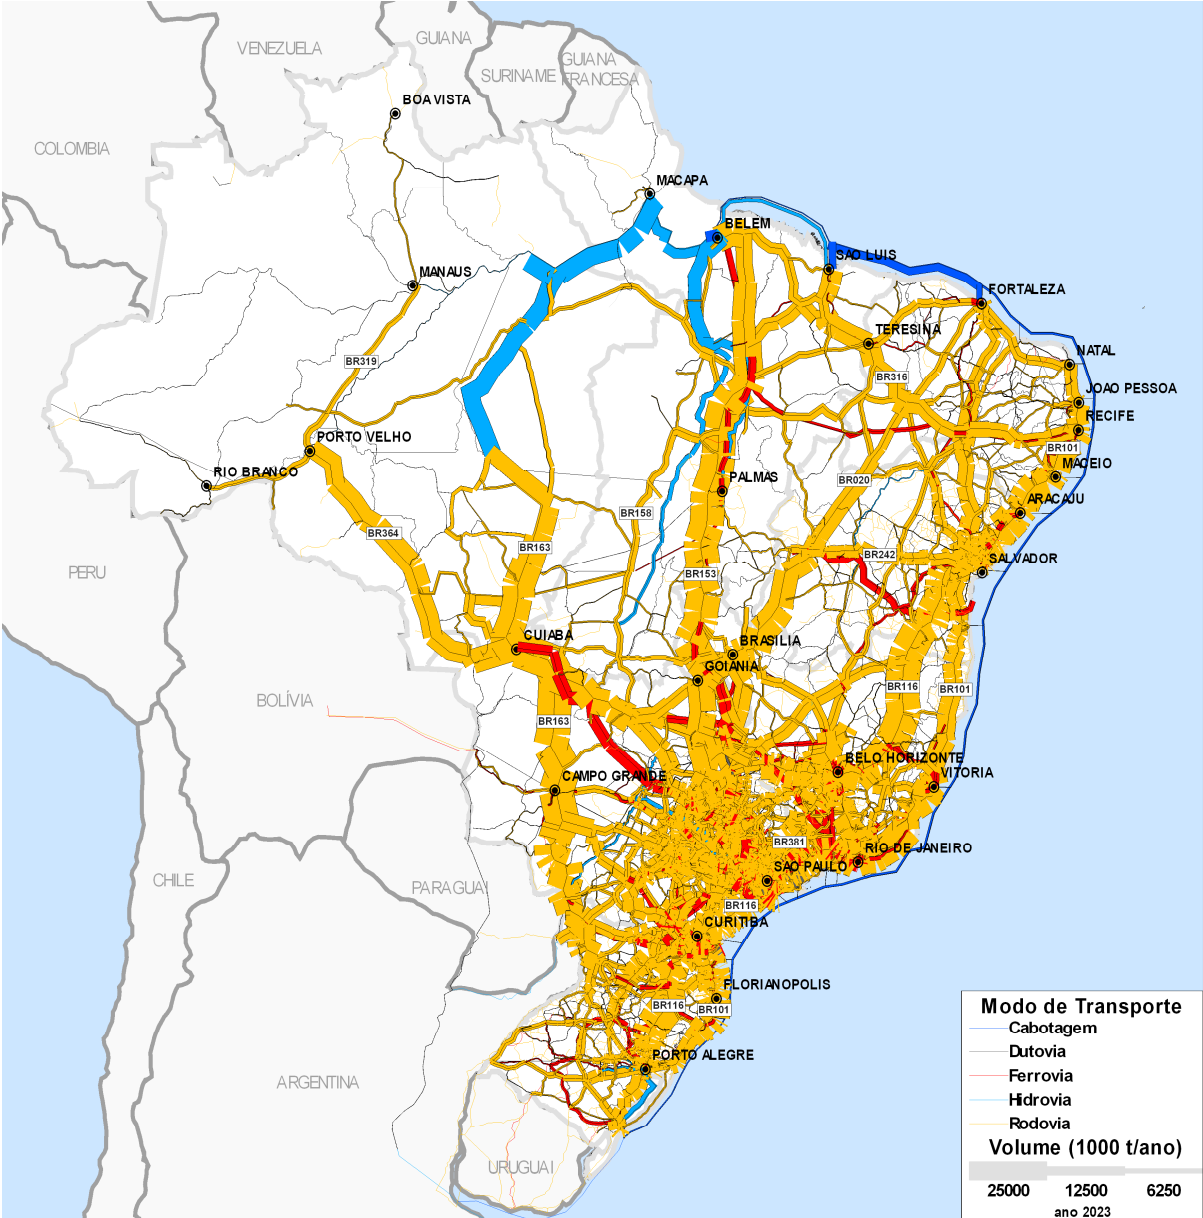 GUIANA
VENEZUELA
GUIANA
FRANCESA
SURINAME
BOA VISTA
COLOMBIA
MACAPA
BELEM
SAO LUIS
MANAUS
FORTALEZA
TERESINA
NATAL
BR319
BR316
JOAO PESSOA
RECIFE
PORTO VELHO
BR101
MACEIO
RIO BRANCO
PALMAS
BR020
ARACAJU
BR158
BR364
BR163
BR242
SALVADOR
PERU
BR153
CUIABA
BRASILIA
GOIANIA
BR116
BR101
BOLÍVIA
BR163
BELO HORIZONTE
CAMPO GRANDE
VITORIA
BR381
RIO DE JANEIRO
SAO PAULO
CHILE
PARAGUAI
BR116
CURITIBA
FLORIANOPOLIS
BR116
BR101
PORTO ALEGRE
ARGENTINA
URUGUAI
Modo de Transporte
Cabotagem
Dutovia
Ferrovia
Hidrovia
Rodovia
Volume (1000 t/ano)
25000 12500 6250
ano 2023